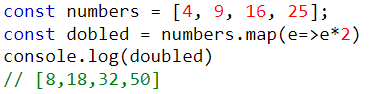 const numbers = [4, 9, 16, 25];
const dobled = numbers.map(e=>e*2)
console.log(doubled)
// [8,18,32,50]